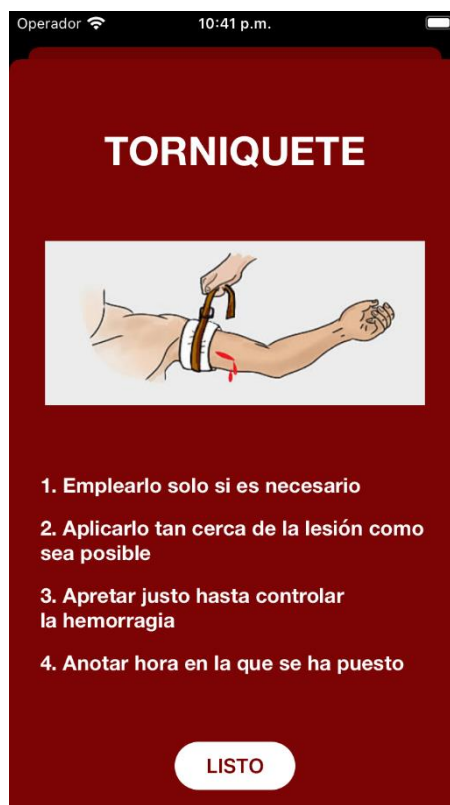 Operador
10:41 p.m.
TORNIQUETE
1. Emplearlo solo si es necesario
2. Aplicarlo tan cerca de la lesión como
sea posible
3. Apretar justo hasta controlar
la hemorragia
4. Anotar hora en la que se ha puesto
LISTO